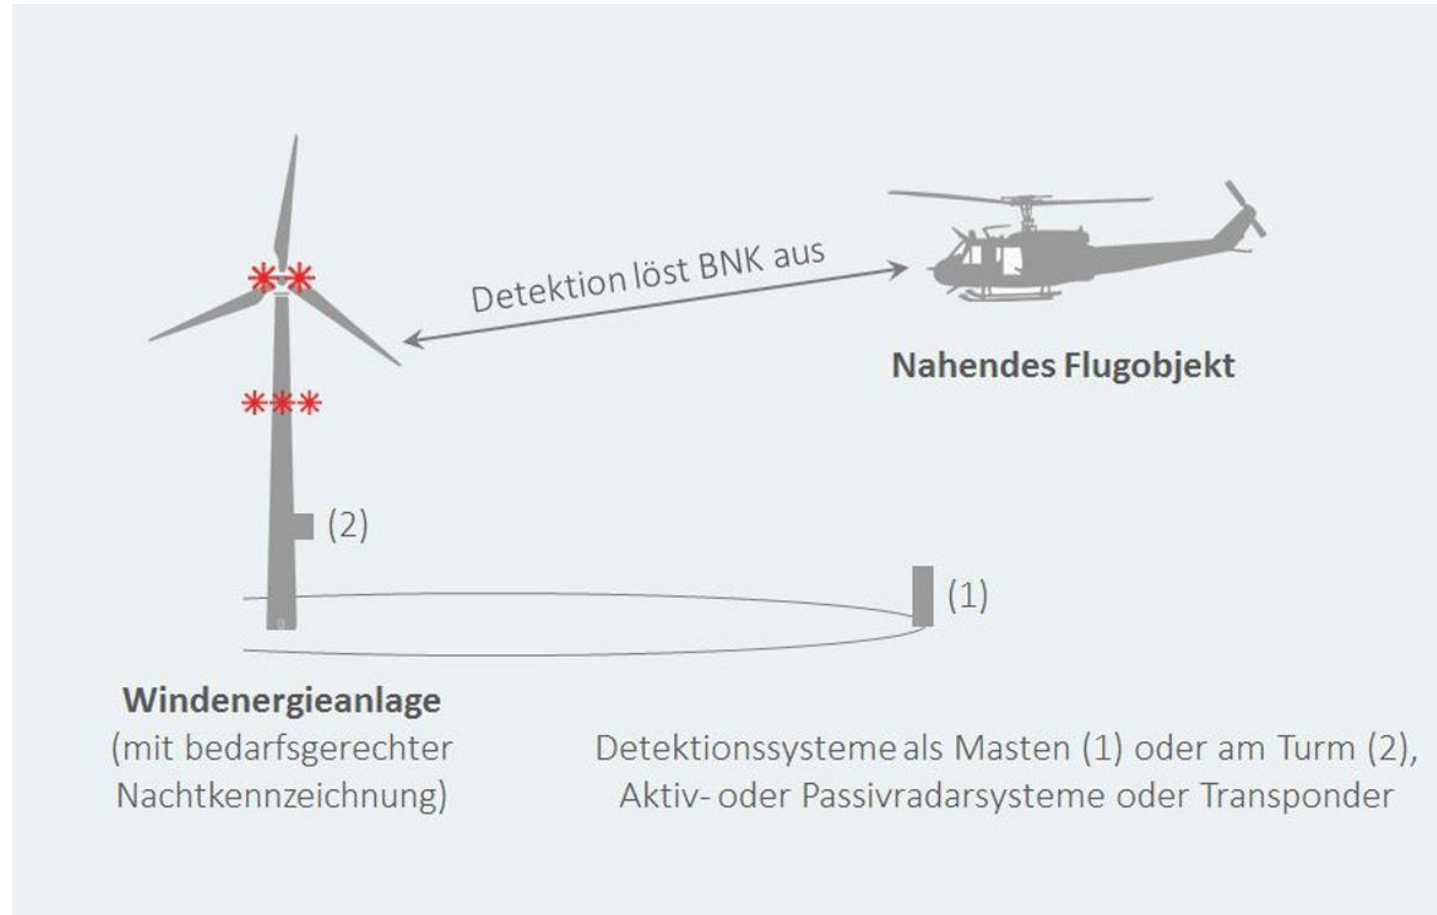 Detektion löst BNK aus
Nahendes Flugobjekt
(2)
(1)
Windenergieanlage
(mit bedarfsgerechter
Nachtkennzeichnung)
Detektionssysteme als Masten (1) oder am Turm (2),
Aktiv- oder Passivradarsysteme oder Transponder